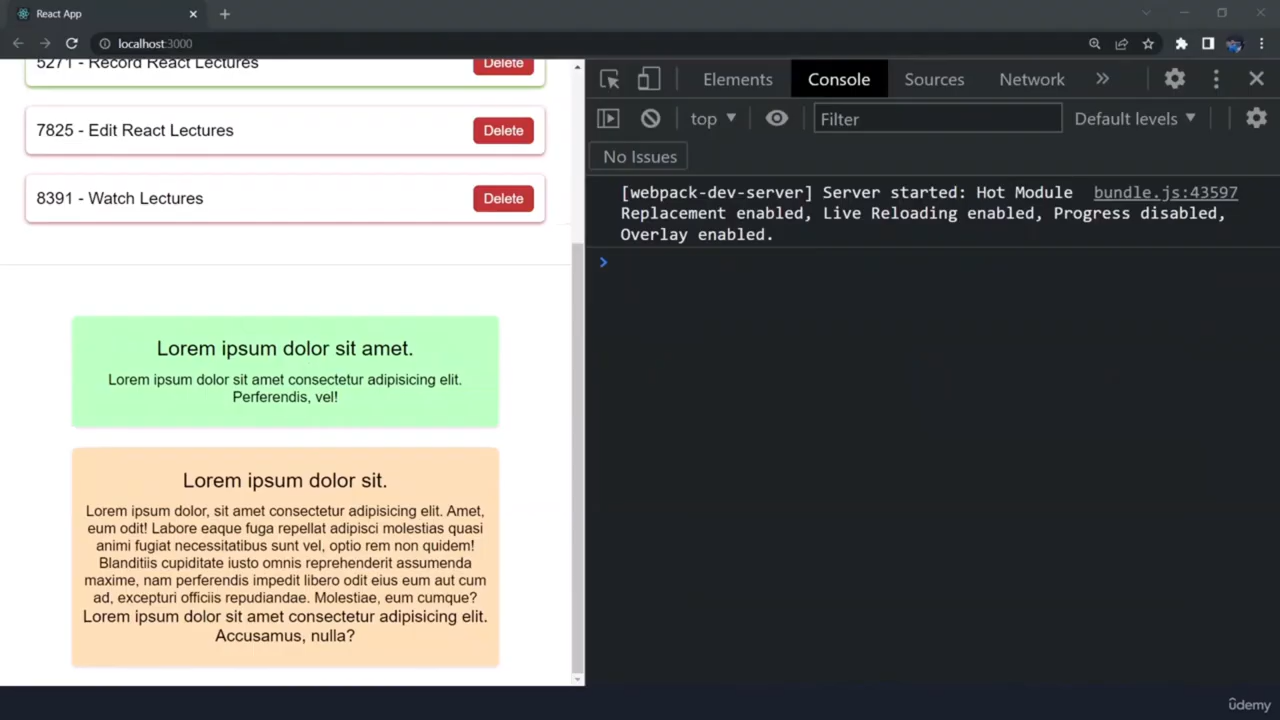 React App
localhost:3000
5271 - Record React Lectures
Delete
7825 - Edit React Lectures
Delete
8391 - Watch Lectures
Delete
Lorem ipsum dolor sit amet.
Lorem ipsum dolor sit amet consectetur adipisicing elit.
Perferendis, vel!
Lorem ipsum dolor sit.
Lorem ipsum dolor, sit amet consectetur adipisicing elit. Amet,
eum odit! Labore eaque fuga repellat adipisci molestias quasi
animi fugiat necessitatibus sunt vel, optio rem non quidem!
Blanditiis cupiditate iusto omnis reprehenderit assumenda
maxime, nam perferendis impedit libero odit eius eum aut cum
ad, excepturi officiis repudiandae. Molestiae, eum cumque?
Lorem ipsum dolor sit amet consectetur adipisicing elit.
Accusamus, nulla?
Elements
Console
Sources
Network
top
Filter
Default levels
No Issues
[webpack-dev-server] Server started: Hot Module bundle.js:43597
Replacement enabled, Live Reloading enabled, Progress disabled,
Overlay enabled.
ûdemy